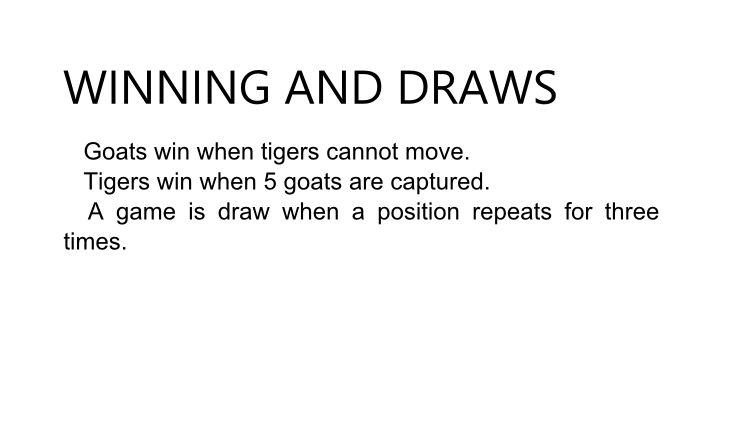 WINNING AND DRAWS
Goats win when tigers cannot move.
Tigers win when 5 goats are captured.
A game is draw when a position repeats for three
times.